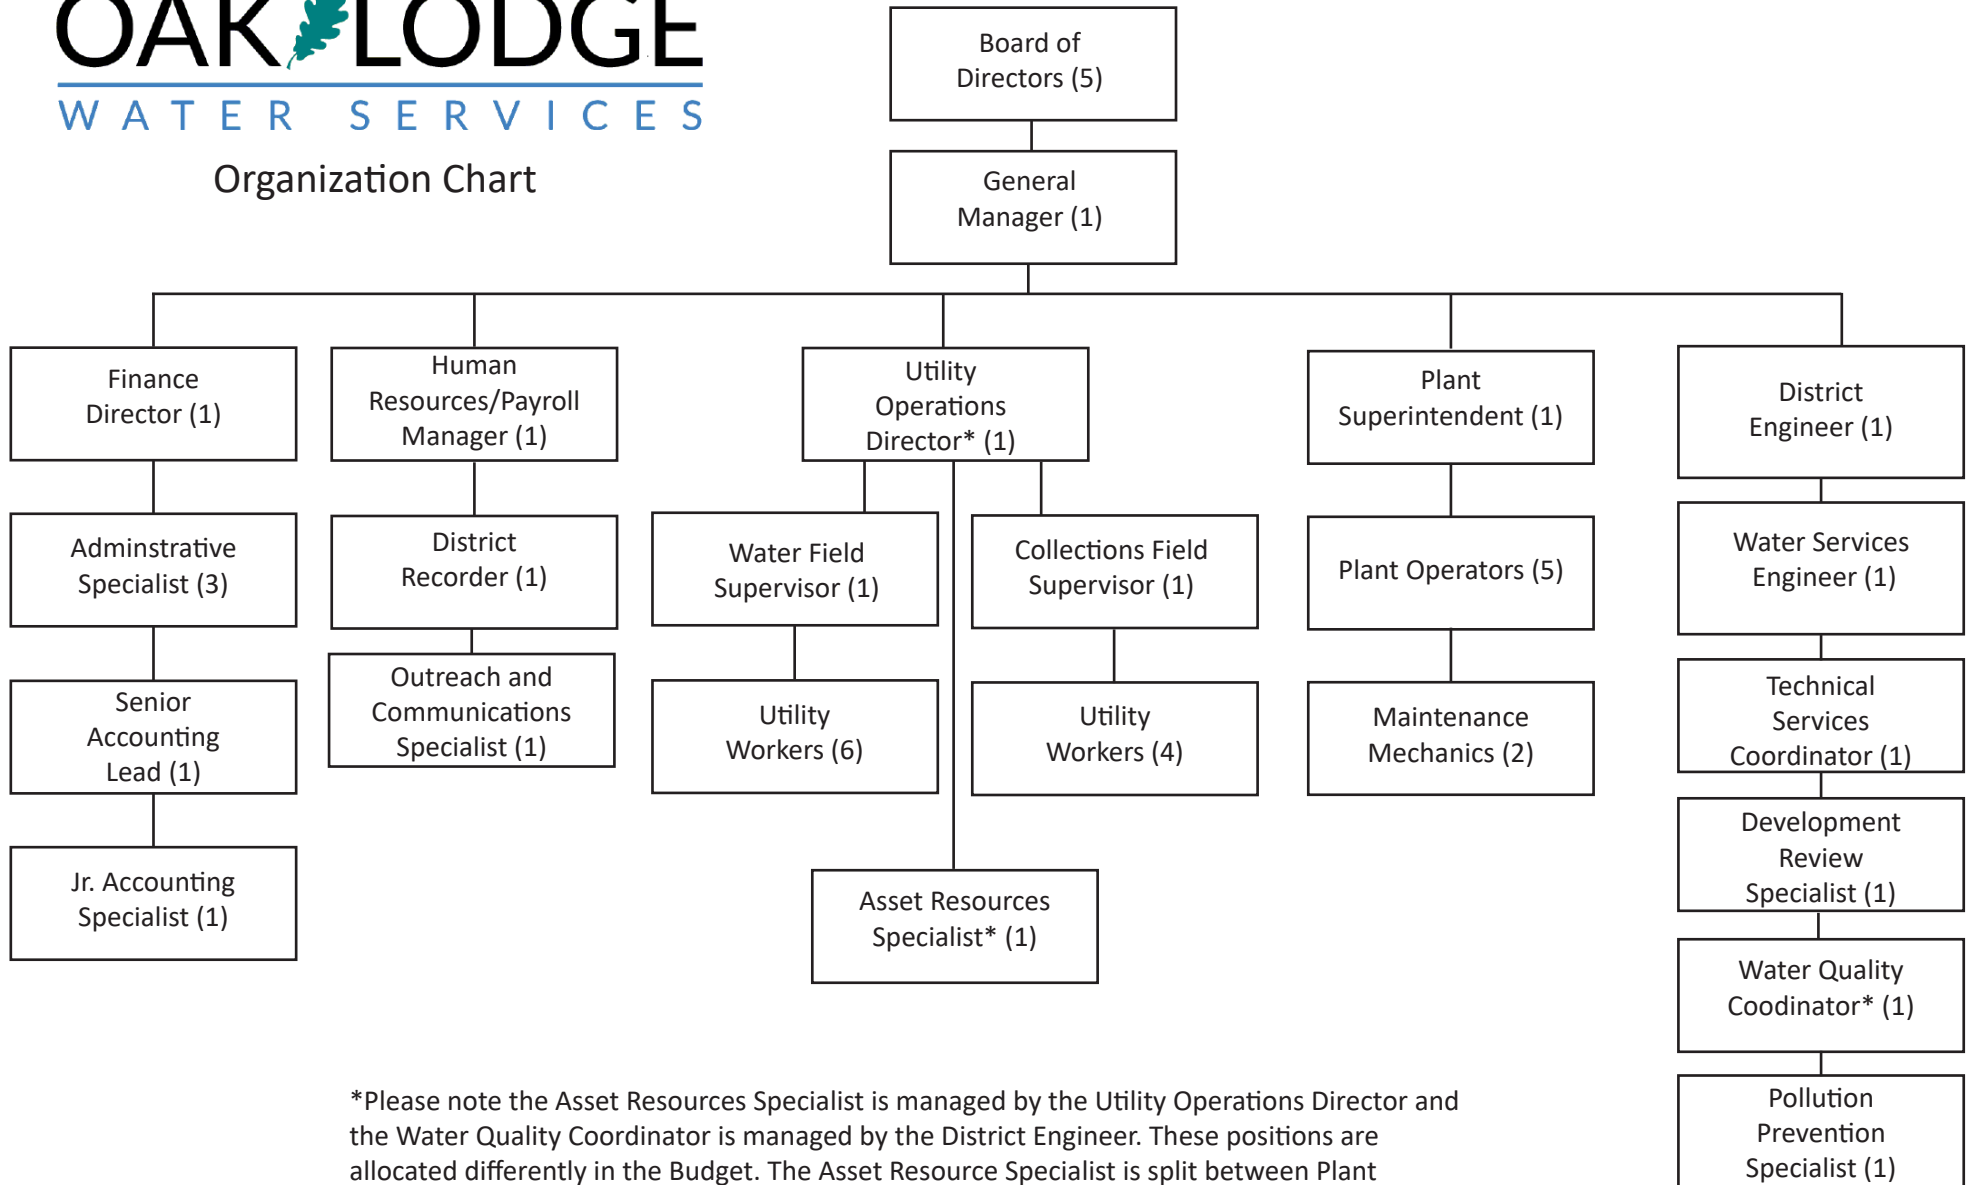 OAK LODGE
WATER SERVICES
Organization Chart
Board of
Directors (5)
General
Manager (1)
Finance
Director (1)
Adminstrative
Specialist (3)
Senior
Accounting
Lead (1)
Jr. Accounting
Specialist (1)
Human
Resources/Payroll
Manager (1)
District
Recorder (1)
Outreach and
Communications
Specialist (1)
Utility
Operations
Director* (1)
Water Field
Supervisor (1)
Utility
Workers (6)
Collections Field
Supervisor (1)
Utility
Workers (4)
Asset Resources
Specialist* (1)
Plant
Superintendent (1)
Plant Operators (5)
Maintenance
Mechanics (2)
District
Engineer (1)
Water Services
Engineer (1)
Technical
Services
Coordinator (1)
Development
Review
Specialist (1)
Water Quality
Coodinator* (1)
Pollution
Prevention
Specialist (1)
*Please note the Asset Resources Specialist is managed by the Utility Operations Director and
the Water Quality Coordinator is managed by the District Engineer. These positions are
allocated differently in the Budget. The Asset Resource Specialist is split between Plant